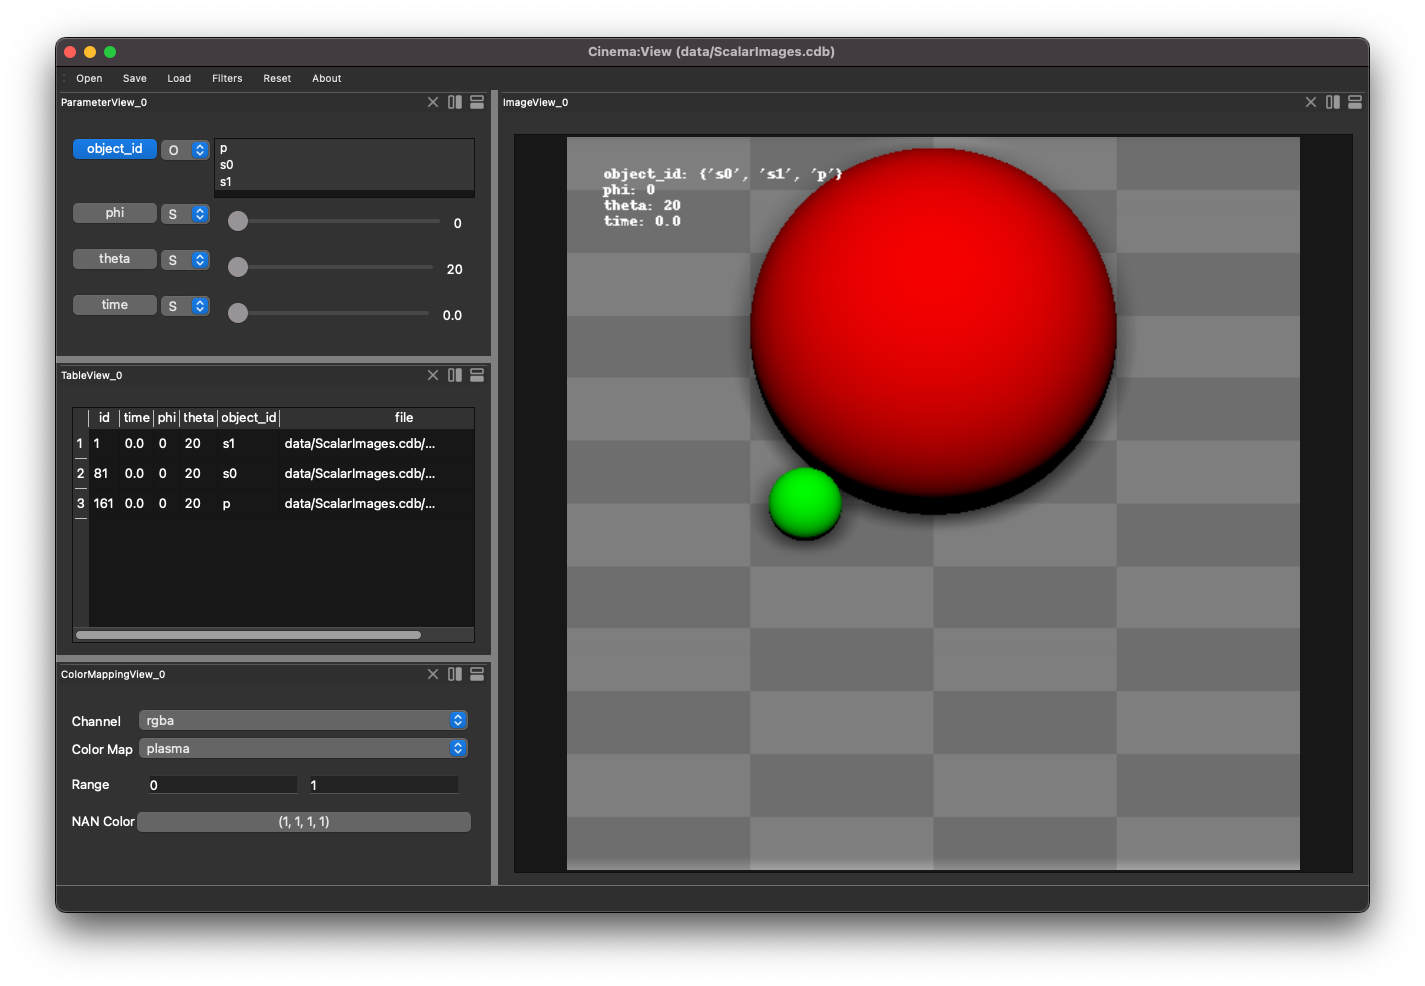 Cinema:View (data/ScalarImages.cdb)
Open Save Load Filters Reset About
ParameterView_0
object_id O
p
s0
s1
phi S 0
theta S 20
time S 0.0
TableView_0
id time phi theta object_id file
1 1 0.0 0 20 s1 data/ScalarImages.cdb/...
2 81 0.0 0 20 s0 data/ScalarImages.cdb/...
3 161 0.0 0 20 p data/ScalarImages.cdb/...
ColorMappingView_0
Channel rgba
Color Map plasma
Range 0 1
NAN Color (1, 1, 1, 1)
ImageView_0
object_id: {'s0', 's1', 'p'}
phi: 0
theta: 20
time: 0.0